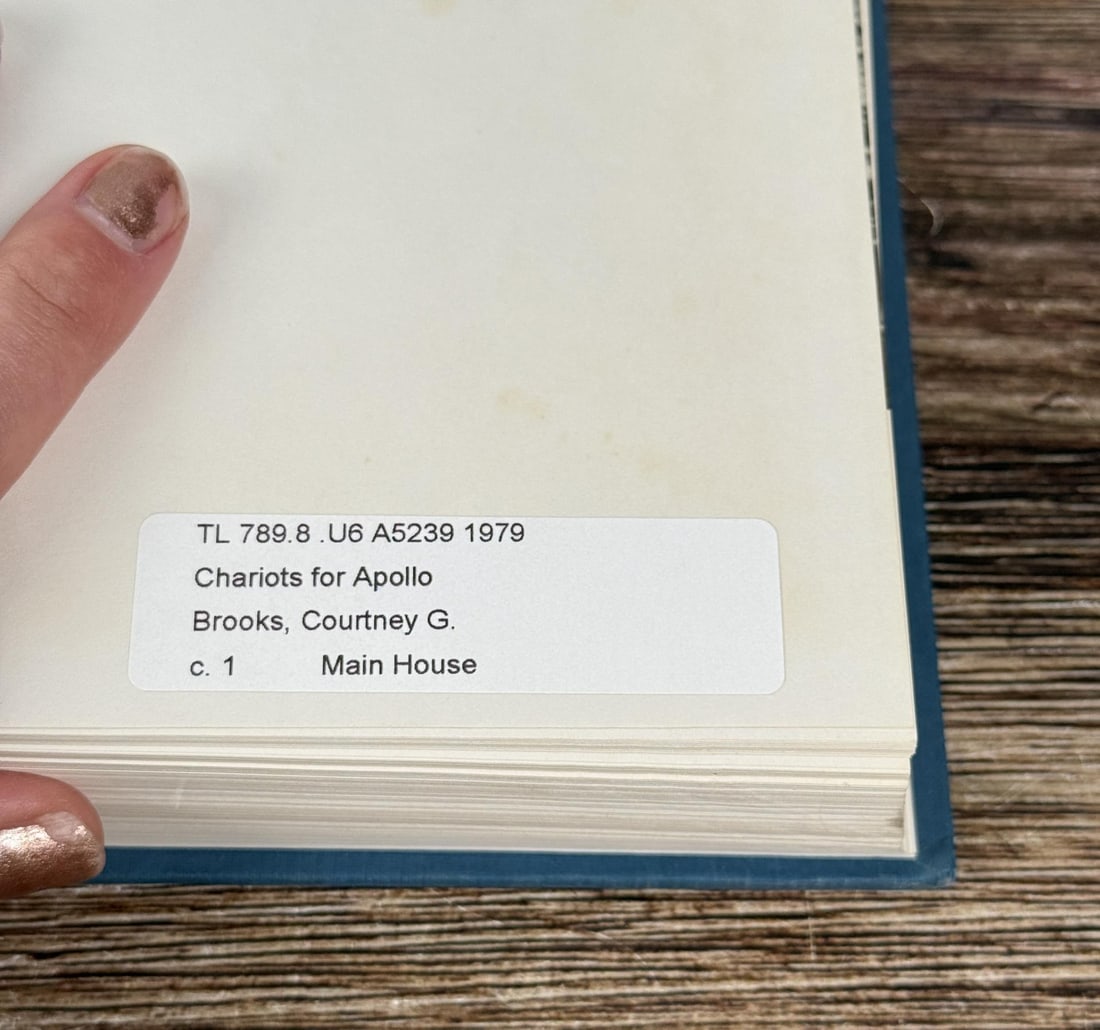 TL 789.8 .U6 A5239 1979
Chariots for Apollo
Brooks, Courtney G.
c. 1 Main House